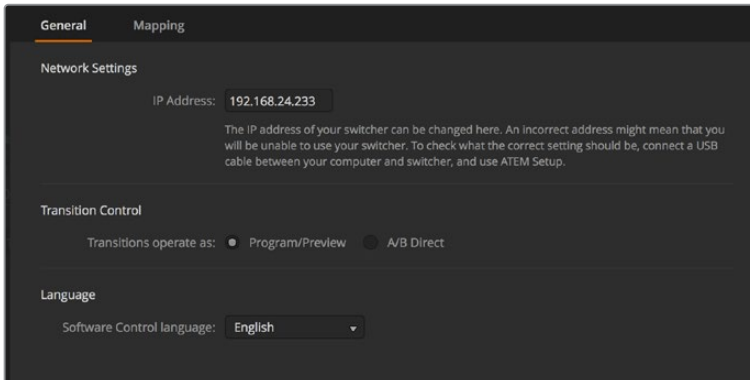 General Mapping
Network Settings
IP Address: 192.168.24.233
The IP address of your switcher can be changed here. An incorrect address might mean that you
will be unable to use your switcher. To check what the correct setting should be, connect a USB
cable between your computer and switcher, and use ATEM Setup.
Transition Control
Transitions operate as: Program/Preview A/B Direct
Language
Software Control language: English